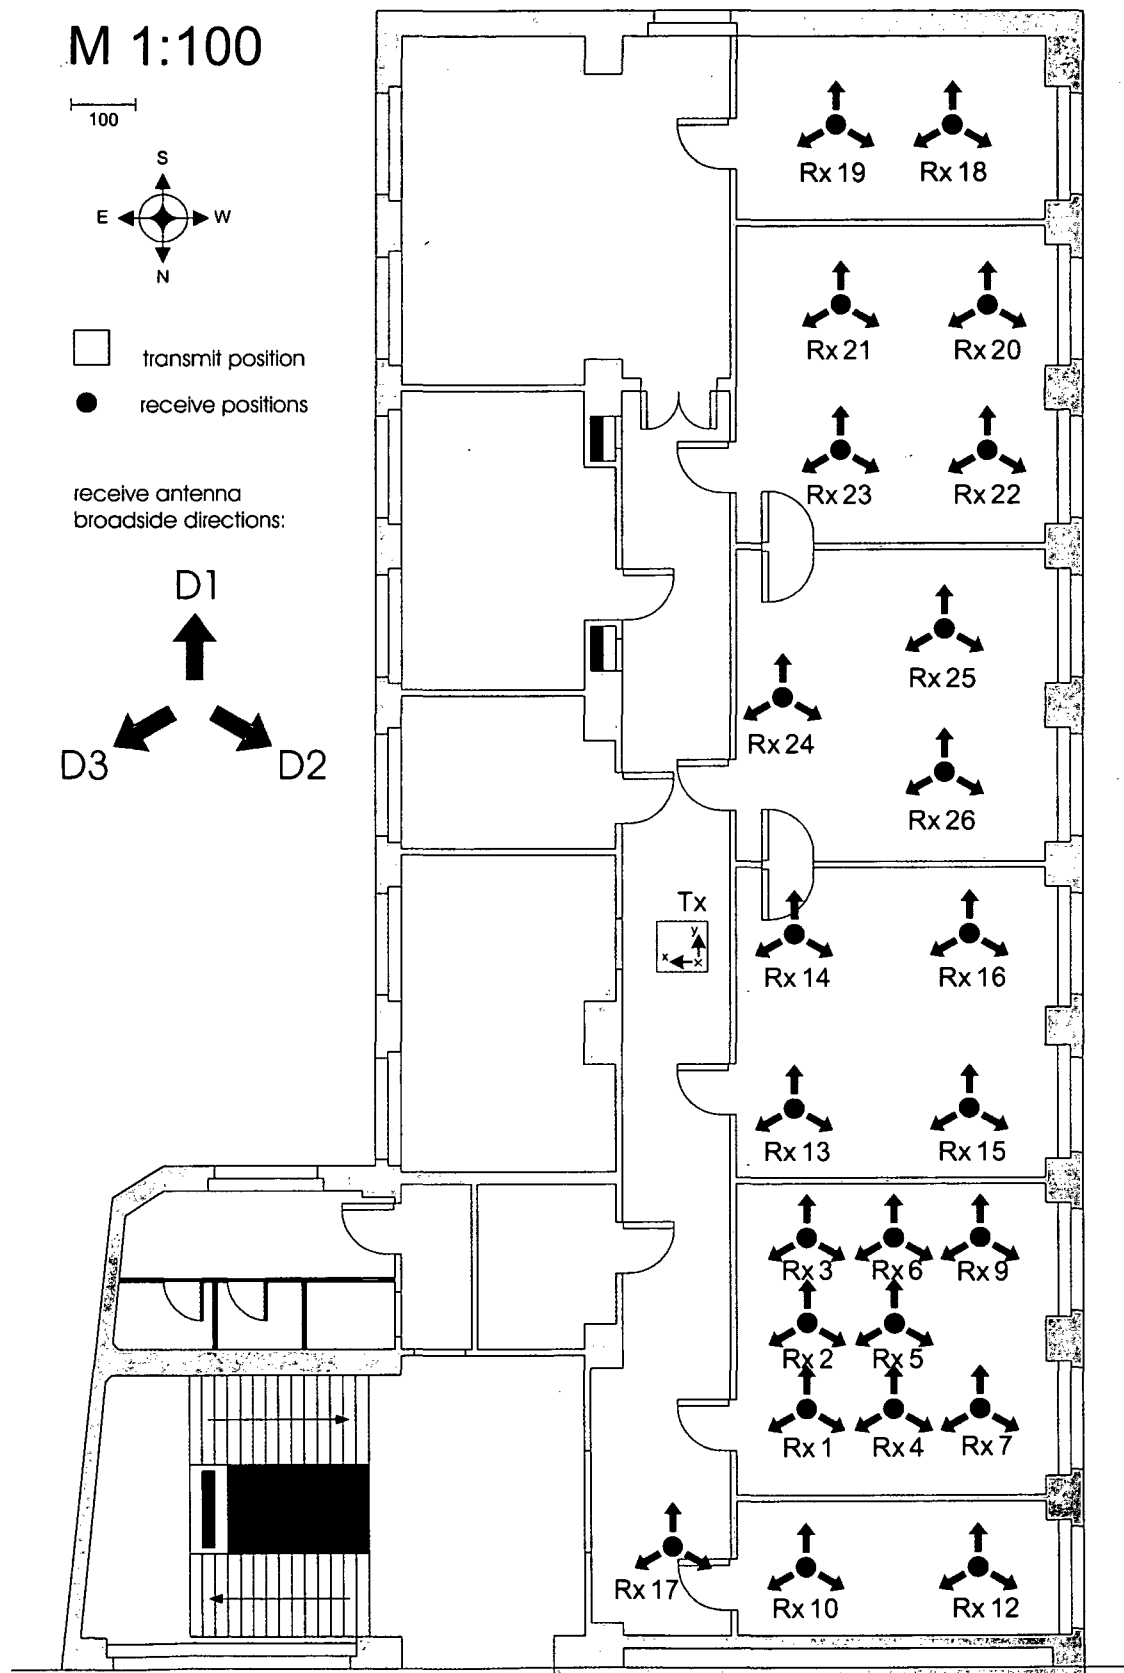 M 1:100
100
S
E W
N
transmit position
receive positions
receive antenna
broadside directions:
D1
D3 D2
Rx 19 Rx 18
Rx 21 Rx 20
Rx 23 Rx 22
Rx 25
Rx 24
Rx 26
Tx
y
x x
Rx 14 Rx 16
Rx 13 Rx 15
Rx 3 Rx 6 Rx 9
Rx 2 Rx 5
Rx 1 Rx 4 Rx 7
Rx 17 Rx 10 Rx 12